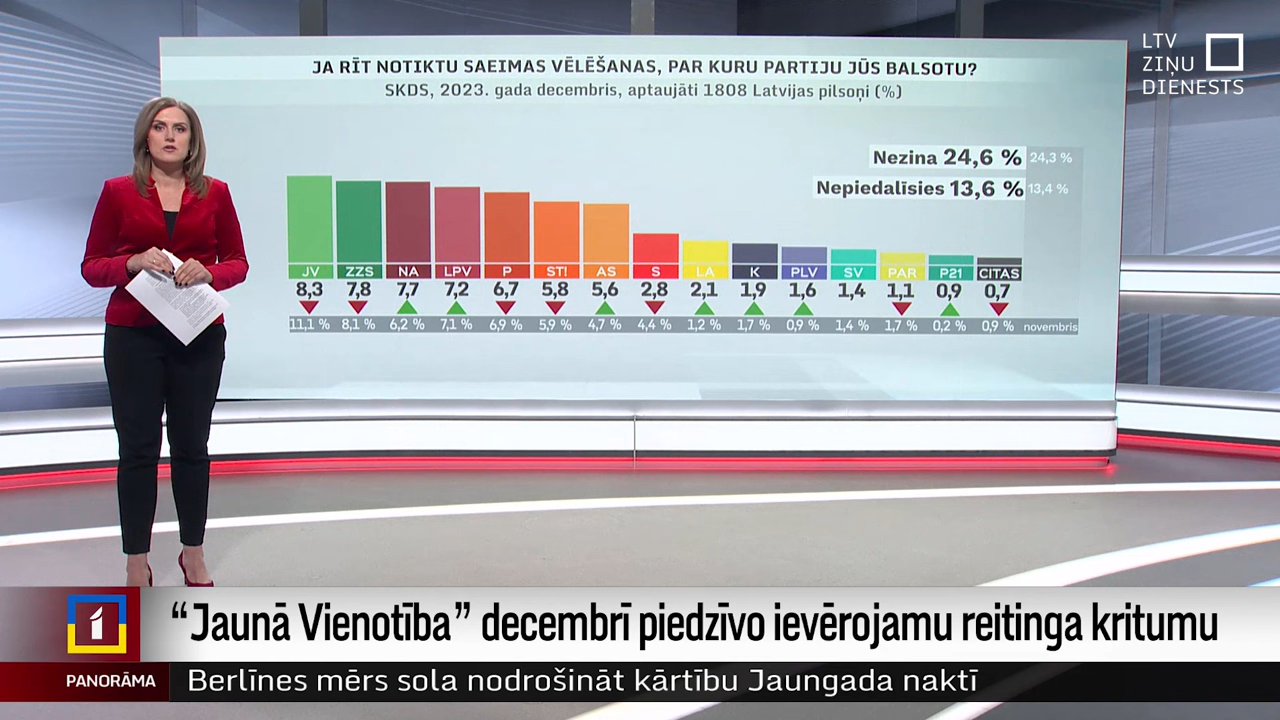 LTV
ZIŅU
DIENESTS
JA RĪT NOTIKTU SAEIMAS VĒLĒŠANAS, PAR KURU PARTIJU JŪS BALSOTU?
SKDS, 2023. gada decembris, aptaujāti 1808 Latvijas pilsoņi (%)
Nezina 24,6 % 24,3 %
Nepiedalīsies 13,6 % 13,4 %
JV ZZS NA LPV P ST! AS S LA K PLV SV PAR P21 CITAS
8,3 7,8 7,7 7,2 6,7 5,8 5,6 2,8 2,1 1,9 1,6 1,4 1,1 0,9 0,7
11,1 % 8,1 % 6,2 % 7,1 % 6,9 % 5,9 % 4,7 % 4,4 % 1,2 % 1,7 % 0,9 % 1,4 % 1,7 % 0,2 % 0,9 % novembris
1
“Jaunā Vienotība” decembrī piedzīvo ievērojamu reitinga kritumu
PANORĀMA
Berlīnes mērs sola nodrošināt kārtību Jaungada naktī